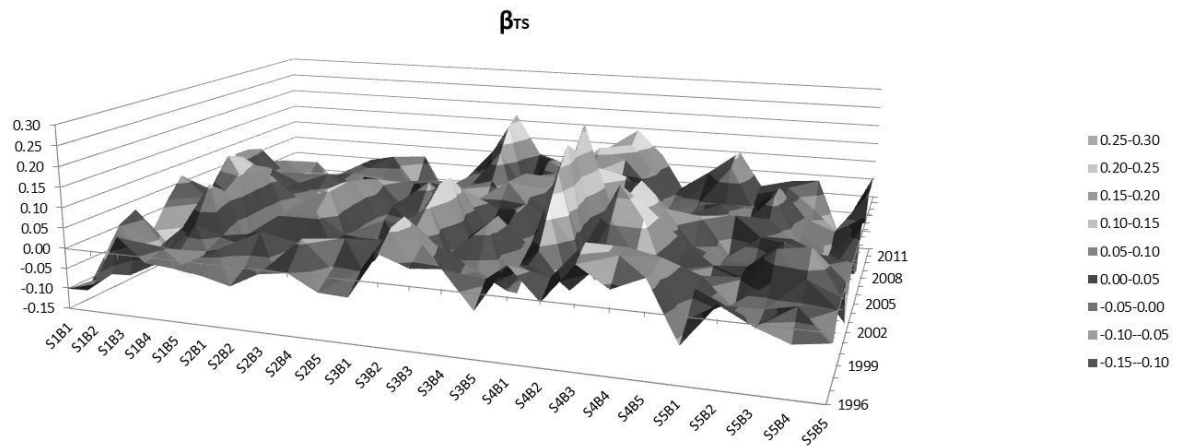 βTS
0.30
0.25
0.20
0.15
0.10
0.05
0.00
-0.05
-0.10
-0.15
S1B1
S1B2
S1B3
S1B4
S1B5
S2B1
S2B2
S2B3
S2B4
S2B5
S3B1
S3B2
S3B3
S3B4
S3B5
S4B1
S4B2
S4B3
S4B4
S4B5
S5B1
S5B2
S5B3
S5B4
S5B5
2011
2008
2005
2002
1999
1996
0.25-0.30
0.20-0.25
0.15-0.20
0.10-0.15
0.05-0.10
0.00-0.05
-0.05-0.00
-0.10--0.05
-0.15--0.10